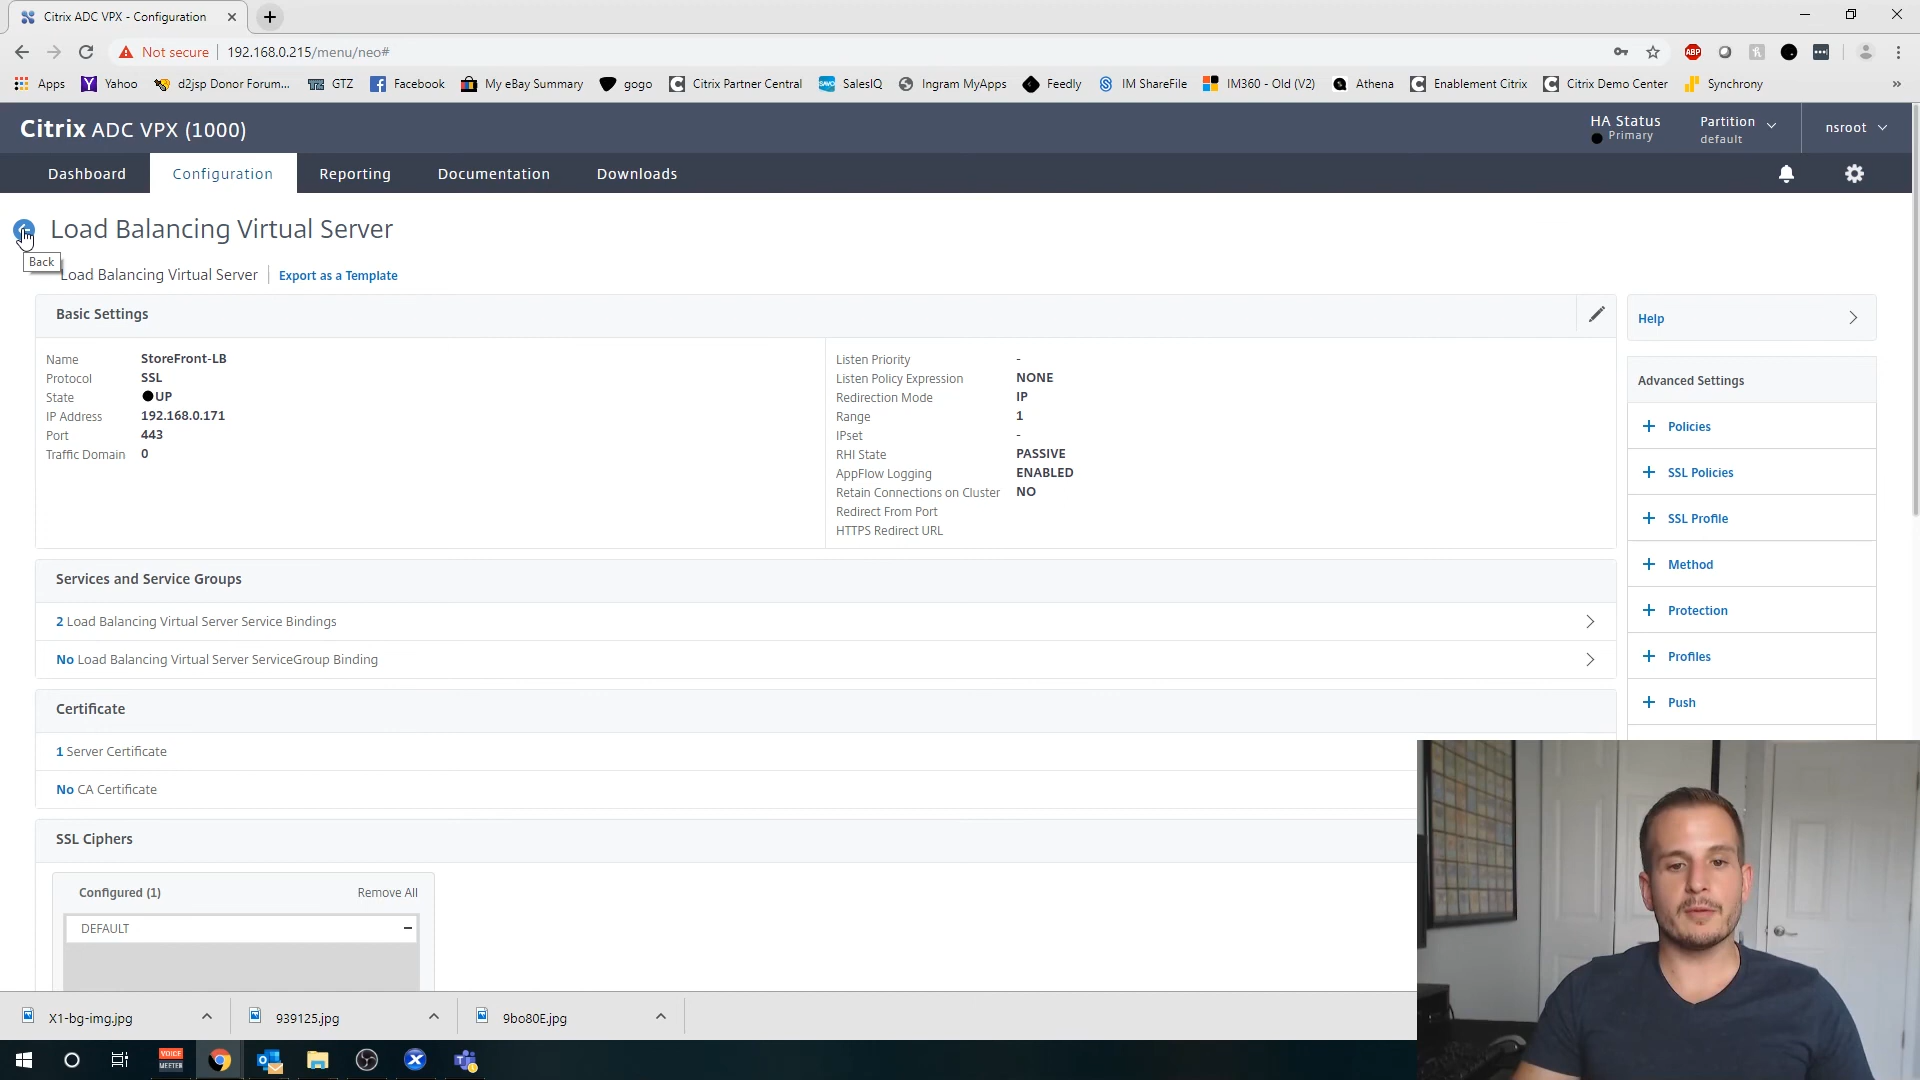 Citrix ADC VPX - Configuration
Not secure 192.168.0.215/menu/neo#
ABP
Apps Yahoo d2jsp Donor Forum... GTZ Facebook My eBay Summary gogo Citrix Partner Central SalesIQ Ingram MyApps Feedly IM ShareFile IM360 - Old (V2) Athena Enablement Citrix Citrix Demo Center Synchrony »
Citrix ADC VPX (1000)
HA Status
Primary
Partition
default
nsroot
Dashboard Configuration Reporting Documentation Downloads
Load Balancing Virtual Server
Back
Load Balancing Virtual Server Export as a Template
Basic Settings
Name StoreFront-LB
Protocol SSL
State UP
IP Address 192.168.0.171
Port 443
Traffic Domain 0
Listen Priority -
Listen Policy Expression NONE
Redirection Mode IP
Range 1
IPset -
RHI State PASSIVE
AppFlow Logging ENABLED
Retain Connections on Cluster NO
Redirect From Port
HTTPS Redirect URL
Help
Advanced Settings
+ Policies
+ SSL Policies
+ SSL Profile
+ Method
+ Protection
+ Profiles
+ Push
Services and Service Groups
2 Load Balancing Virtual Server Service Bindings
No Load Balancing Virtual Server ServiceGroup Binding
Certificate
1 Server Certificate
No CA Certificate
SSL Ciphers
Configured (1) Remove All
DEFAULT
X1-bg-img.jpg 939125.jpg 9bo80E.jpg
VOICE
MEETER